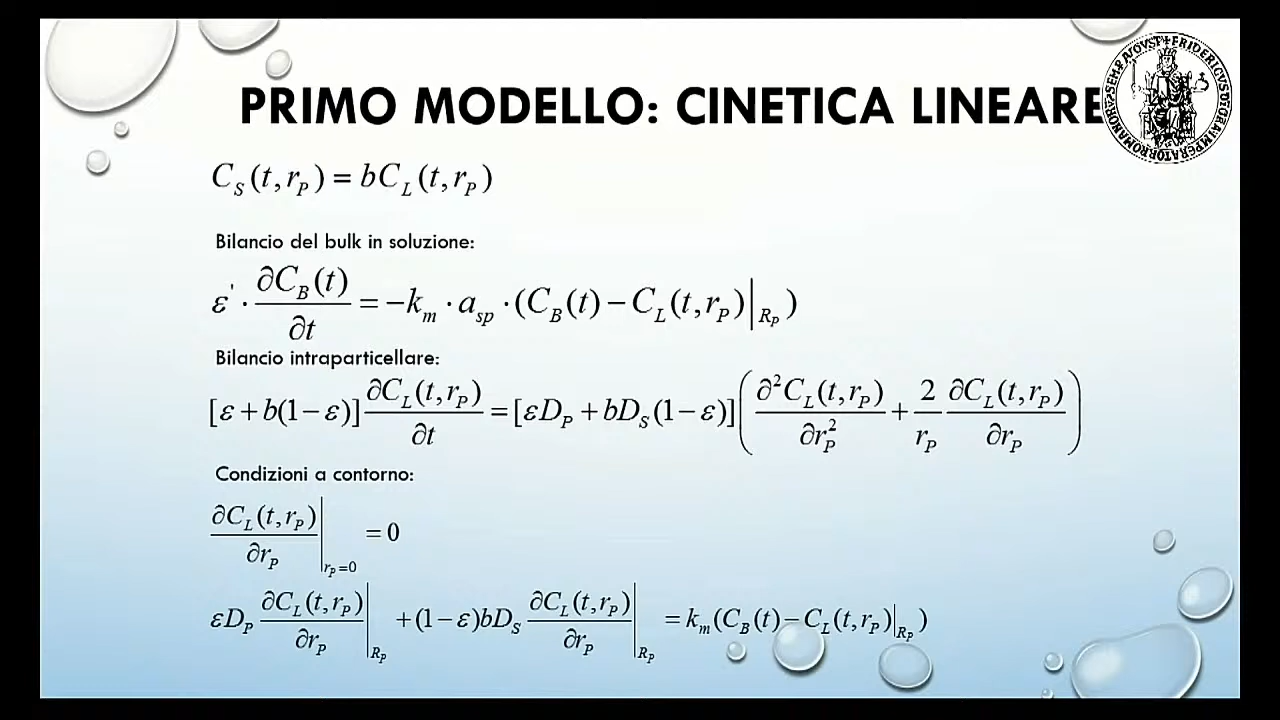 PRIMO MODELLO: CINETICA LINEARE
C_S(t,r_P) = bC_L(t,r_P)
Bilancio del bulk in soluzione:
ε' · ∂C_B(t)/∂t = −k_m · a_sp · (C_B(t) − C_L(t,r_P)|_{R_P})
Bilancio intraparticellare:
[ε + b(1−ε)] ∂C_L(t,r_P)/∂t = [εD_P + bD_S(1−ε)] (∂²C_L(t,r_P)/∂r_P² + 2/r_P ∂C_L(t,r_P)/∂r_P)
Condizioni a contorno:
∂C_L(t,r_P)/∂r_P|_{r_P=0} = 0
εD_P ∂C_L(t,r_P)/∂r_P|_{R_P} + (1−ε)bD_S ∂C_L(t,r_P)/∂r_P|_{R_P} = k_m(C_B(t) − C_L(t,r_P)|_{R_P})